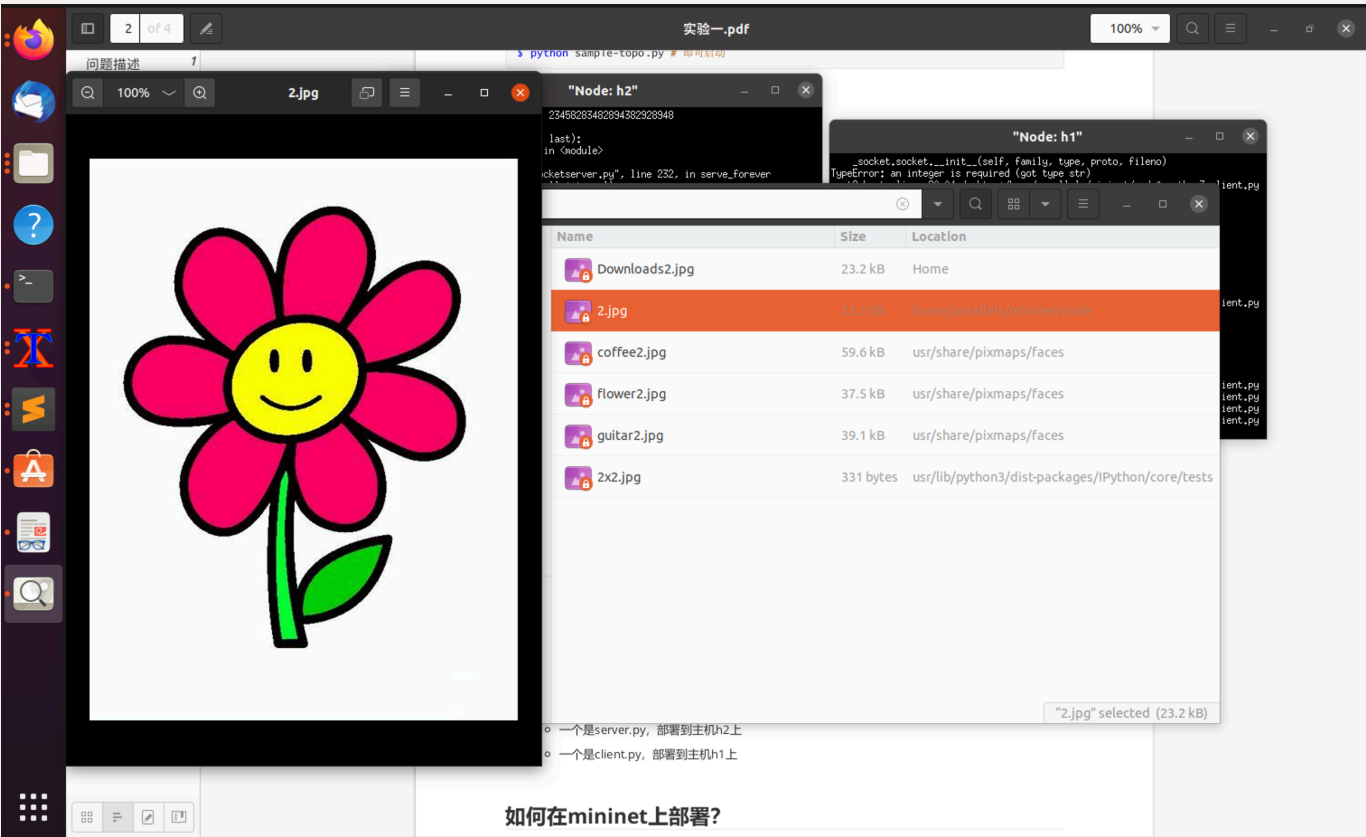 2 of 4
实验一.pdf
100%
问题描述 1
$ python sample-topo.py # 即可启动
100%
2.jpg
"Node: h2"
23458283482894382928948
last):
in <module>
ocketserver.py", line 232, in serve_forever
"Node: h1"
_socket.socket.__init__(self, family, type, proto, fileno)
TypeError: an integer is required (got type str)
lient.py
Name Size Location
Downloads2.jpg 23.2 kB Home
2.jpg 23.2 kB home/parallels/mininet/code
coffee2.jpg 59.6 kB usr/share/pixmaps/faces
flower2.jpg 37.5 kB usr/share/pixmaps/faces
guitar2.jpg 39.1 kB usr/share/pixmaps/faces
2x2.jpg 331 bytes usr/lib/python3/dist-packages/IPython/core/tests
ient.py
ient.py
ient.py
ient.py
ient.py
"2.jpg" selected (23.2 kB)
一个是server.py，部署到主机h2上
一个是client.py，部署到主机h1上
如何在mininet上部署？